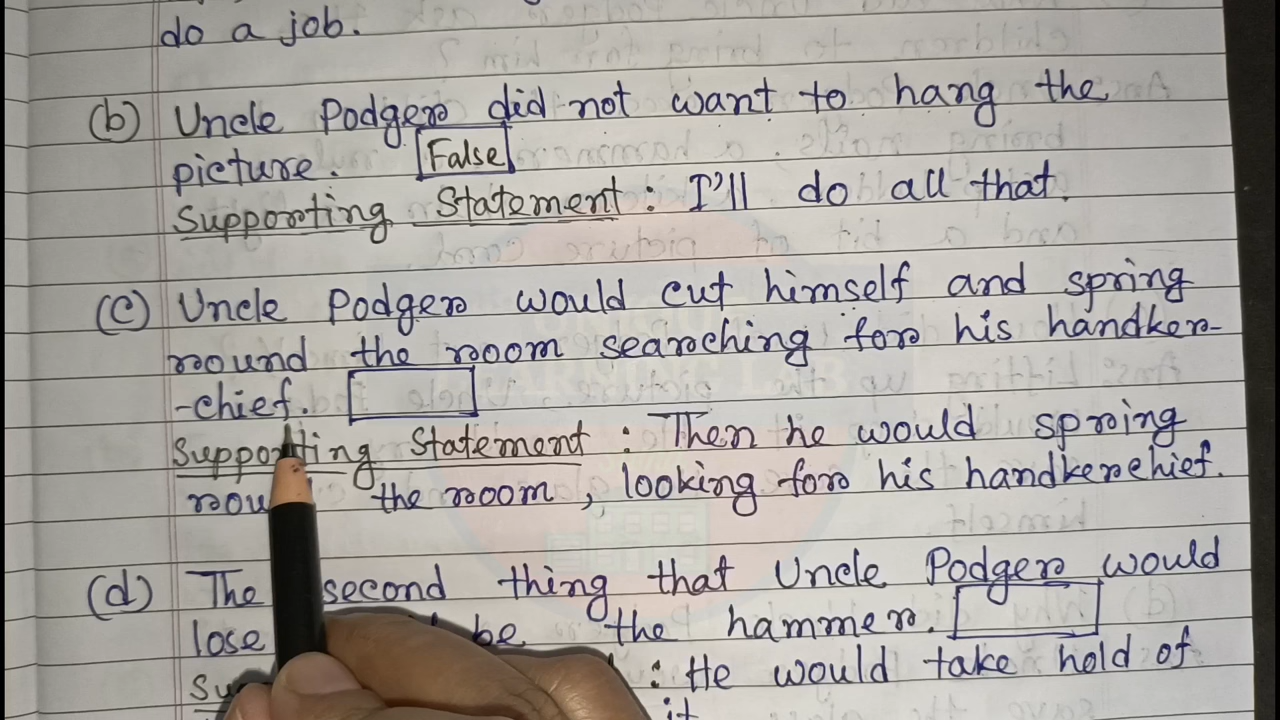 do a job.
(b) Uncle Podger did not want to hang the
picture. False
Supporting Statement : I'll do all that.
(c) Uncle Podger would cut himself and spring
round the room searching for his handker-
-chief.
Supporting Statement : Then he would spring
the room, looking for his handkerchief.
(d) The second thing that Uncle Podger would
lose be the hammer.
: He would take hold of
it